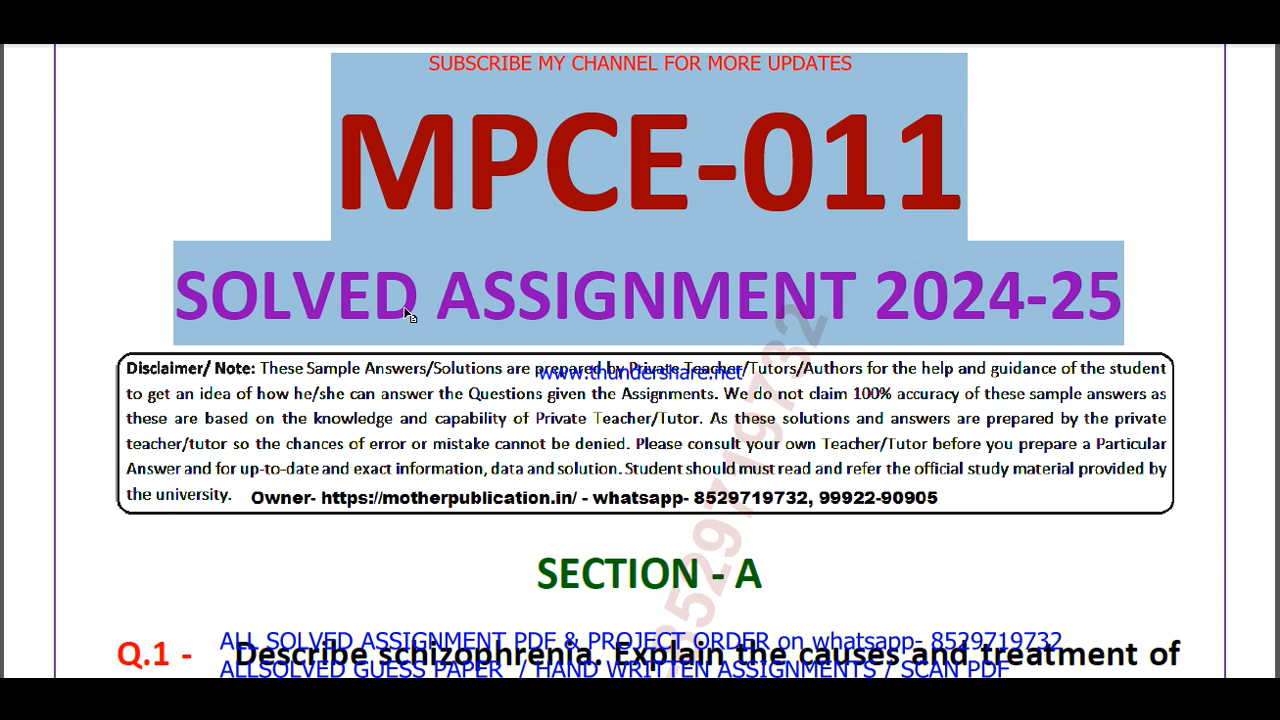 SUBSCRIBE MY CHANNEL FOR MORE UPDATES
MPCE-011
SOLVED ASSIGNMENT 2024-25
Disclaimer/ Note: These Sample Answers/Solutions are prepared by Private Teacher/Tutors/Authors for the help and guidance of the student
www.thundershare.net
to get an idea of how he/she can answer the Questions given the Assignments. We do not claim 100% accuracy of these sample answers as
these are based on the knowledge and capability of Private Teacher/Tutor. As these solutions and answers are prepared by the private
teacher/tutor so the chances of error or mistake cannot be denied. Please consult your own Teacher/Tutor before you prepare a Particular
Answer and for up-to-date and exact information, data and solution. Student should must read and refer the official study material provided by
the university. Owner- https://motherpublication.in/ - whatsapp- 8529719732, 99922-90905
8529719732
SECTION - A
ALL SOLVED ASSIGNMENT PDF & PROJECT ORDER on whatsapp- 8529719732
Q.1 - Describe schizophrenia. Explain the causes and treatment of
ALLSOLVED GUESS PAPER / HAND WRITTEN ASSIGNMENTS / SCAN PDF